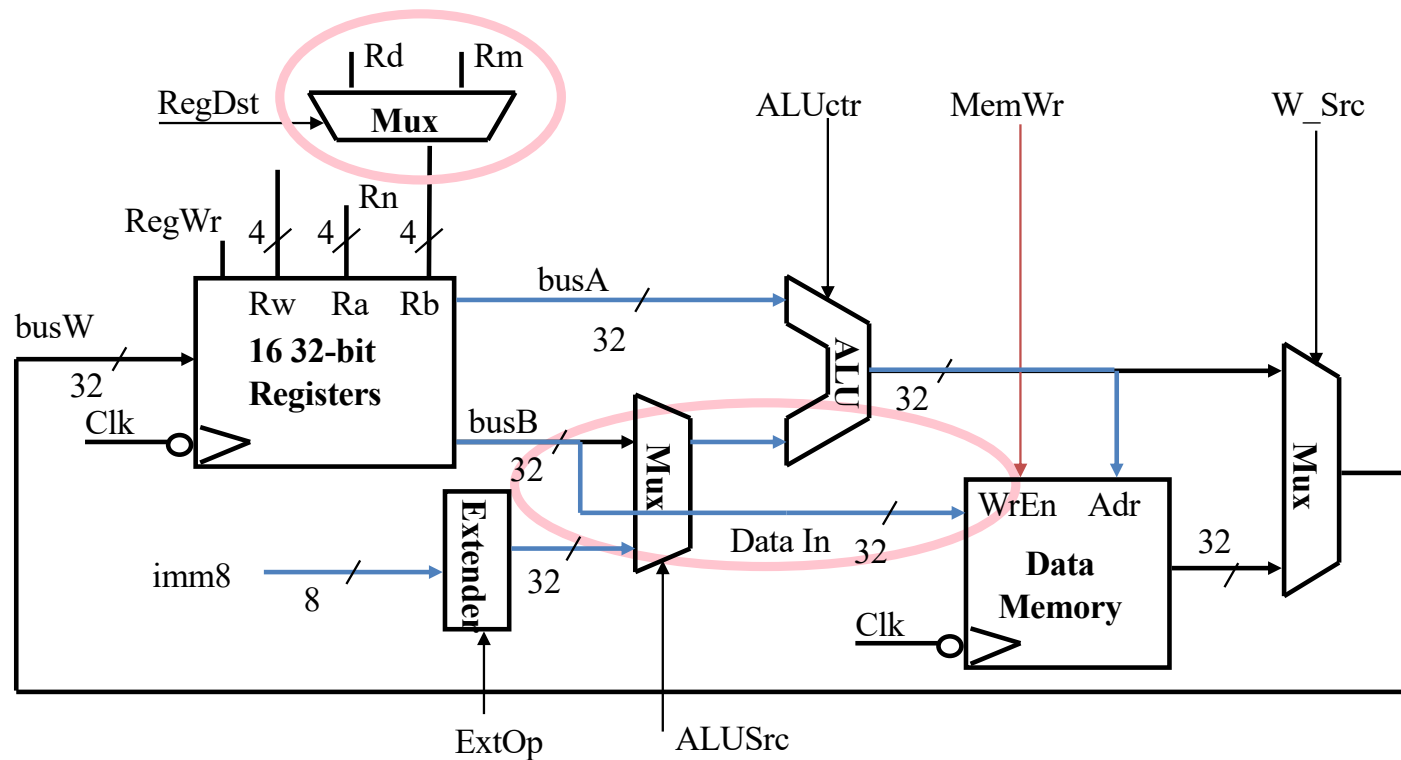 Rd
Rm
RegDst
Mux
ALUctr
MemWr
W_Src
Rn
RegWr
4
4
4
busA
Rw
Ra
Rb
busW
32
16 32-bit
Registers
32
ALU
32
Clk
busB
32
Mux
Mux
WrEn
Adr
Extender
Data In
32
32
32
imm8
8
Data
Memory
Clk
ExtOp
ALUSrc